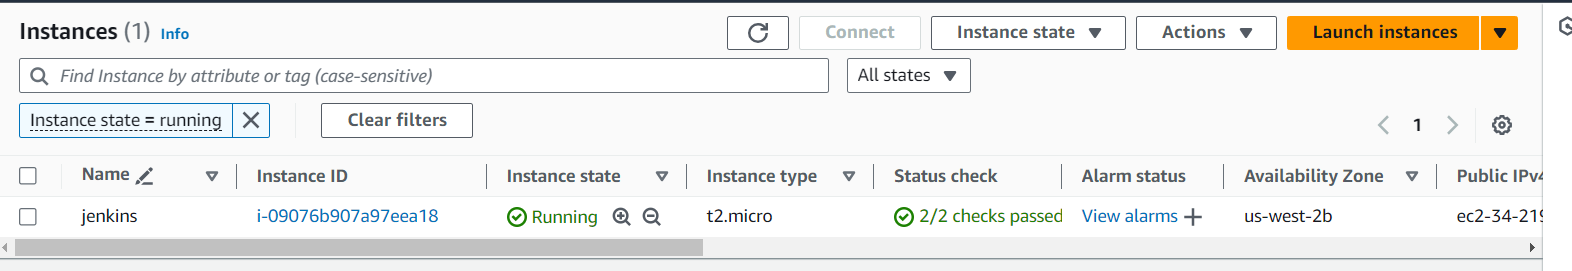 Instances (1) Info Connect Instance state Actions Launch instances
Find Instance by attribute or tag (case-sensitive) All states
Instance state = running Clear filters 1
Name Instance ID Instance state Instance type Status check Alarm status Availability Zone Public IPv4
jenkins i-09076b907a97eea18 Running t2.micro 2/2 checks passed View alarms us-west-2b ec2-34-219